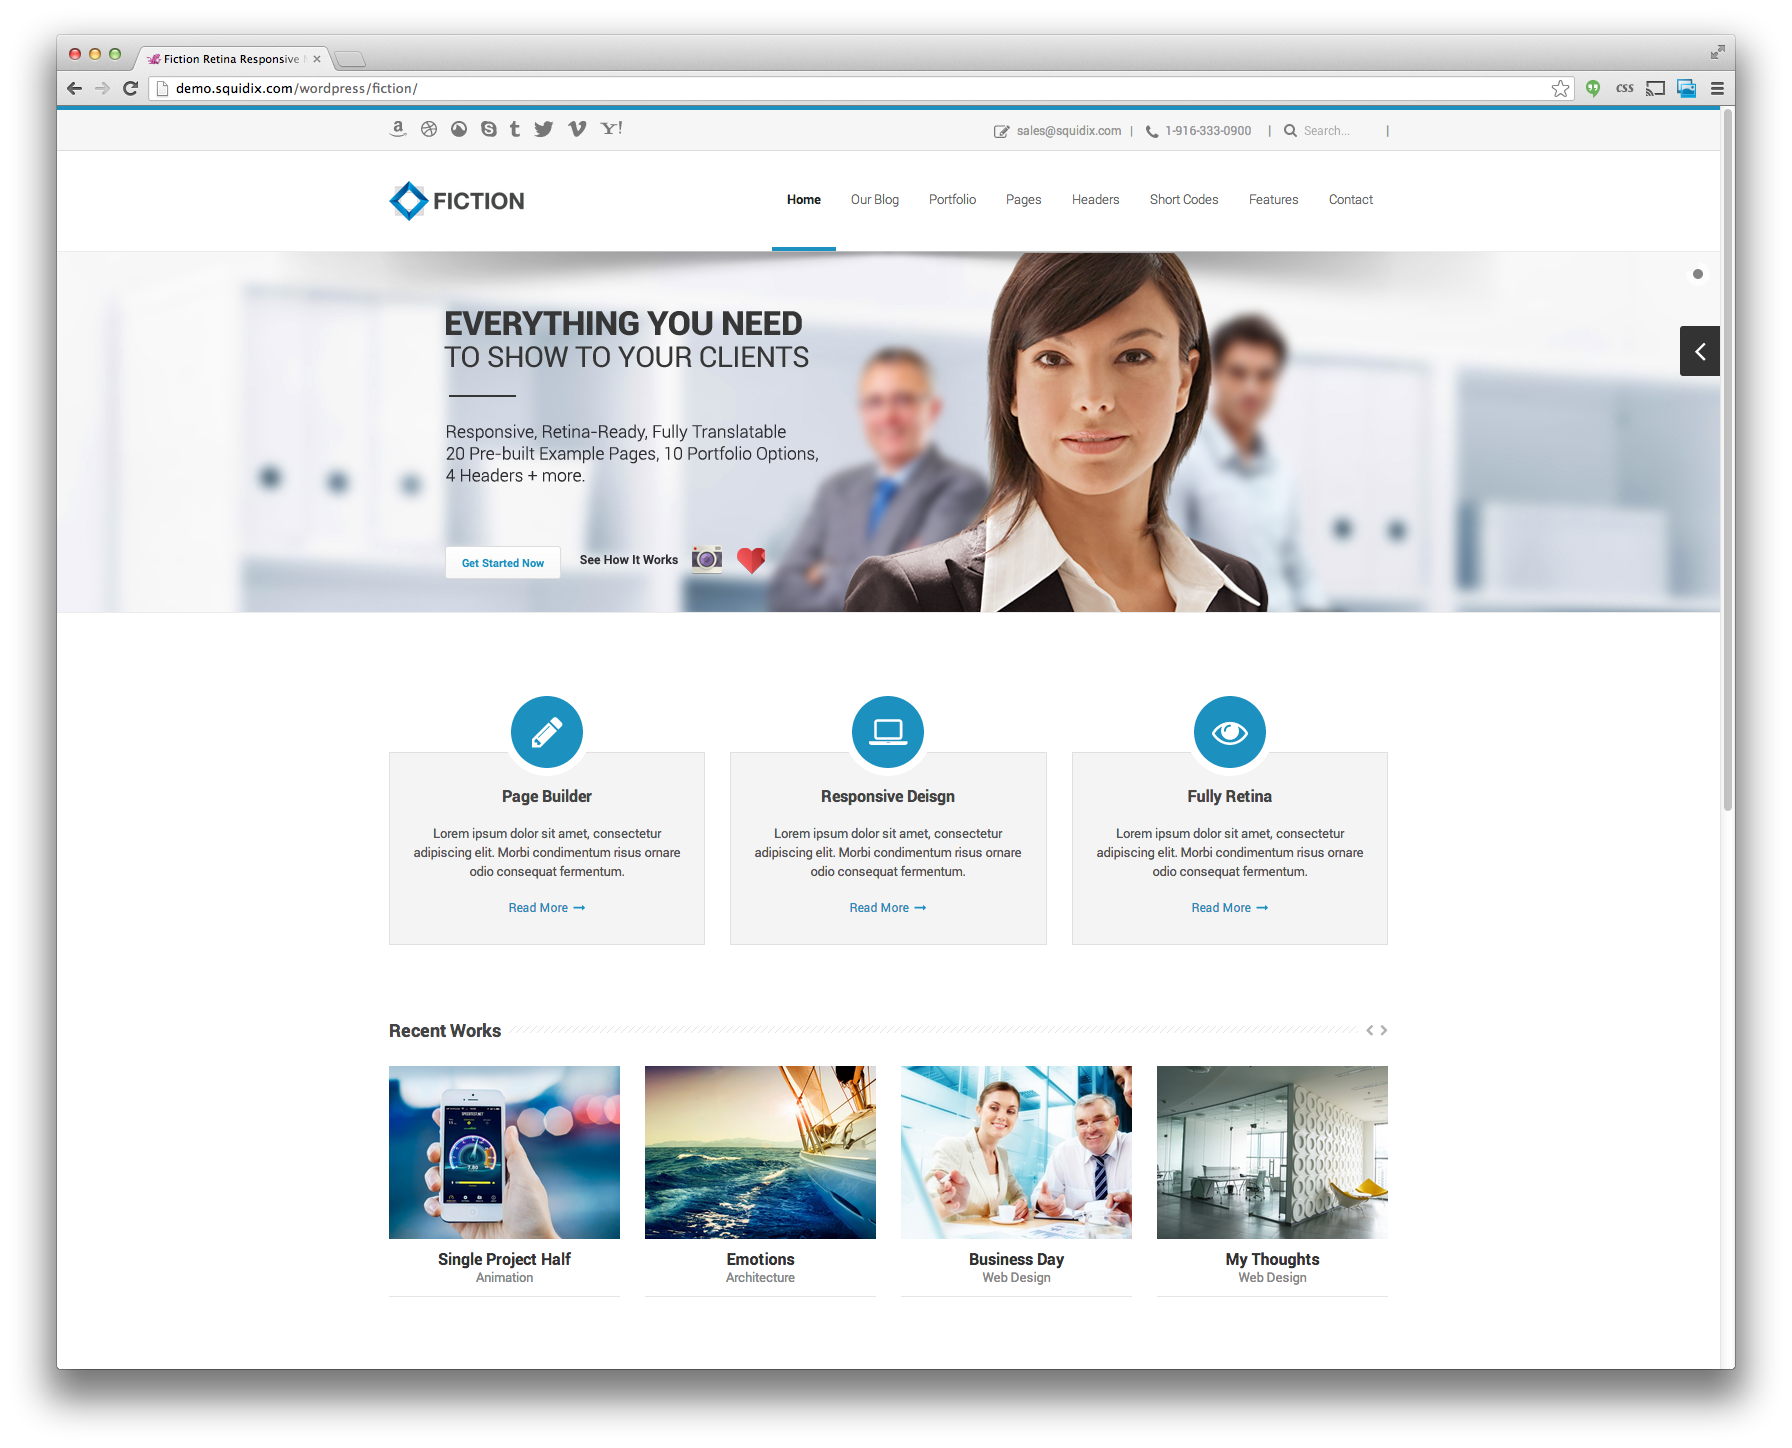 Fiction Retina Responsive
demo.squidix.com/wordpress/fiction/
css
sales@squidix.com | 1-916-333-0900 | Search... |
FICTION
Home Our Blog Portfolio Pages Headers Short Codes Features Contact
EVERYTHING YOU NEED
TO SHOW TO YOUR CLIENTS
Responsive, Retina-Ready, Fully Translatable
20 Pre-built Example Pages, 10 Portfolio Options,
4 Headers + more.
Get Started Now See How It Works
Page Builder
Lorem ipsum dolor sit amet, consectetur
adipiscing elit. Morbi condimentum risus ornare
odio consequat fermentum.
Read More
Responsive Deisgn
Lorem ipsum dolor sit amet, consectetur
adipiscing elit. Morbi condimentum risus ornare
odio consequat fermentum.
Read More
Fully Retina
Lorem ipsum dolor sit amet, consectetur
adipiscing elit. Morbi condimentum risus ornare
odio consequat fermentum.
Read More
Recent Works
Single Project Half
Animation
Emotions
Architecture
Business Day
Web Design
My Thoughts
Web Design